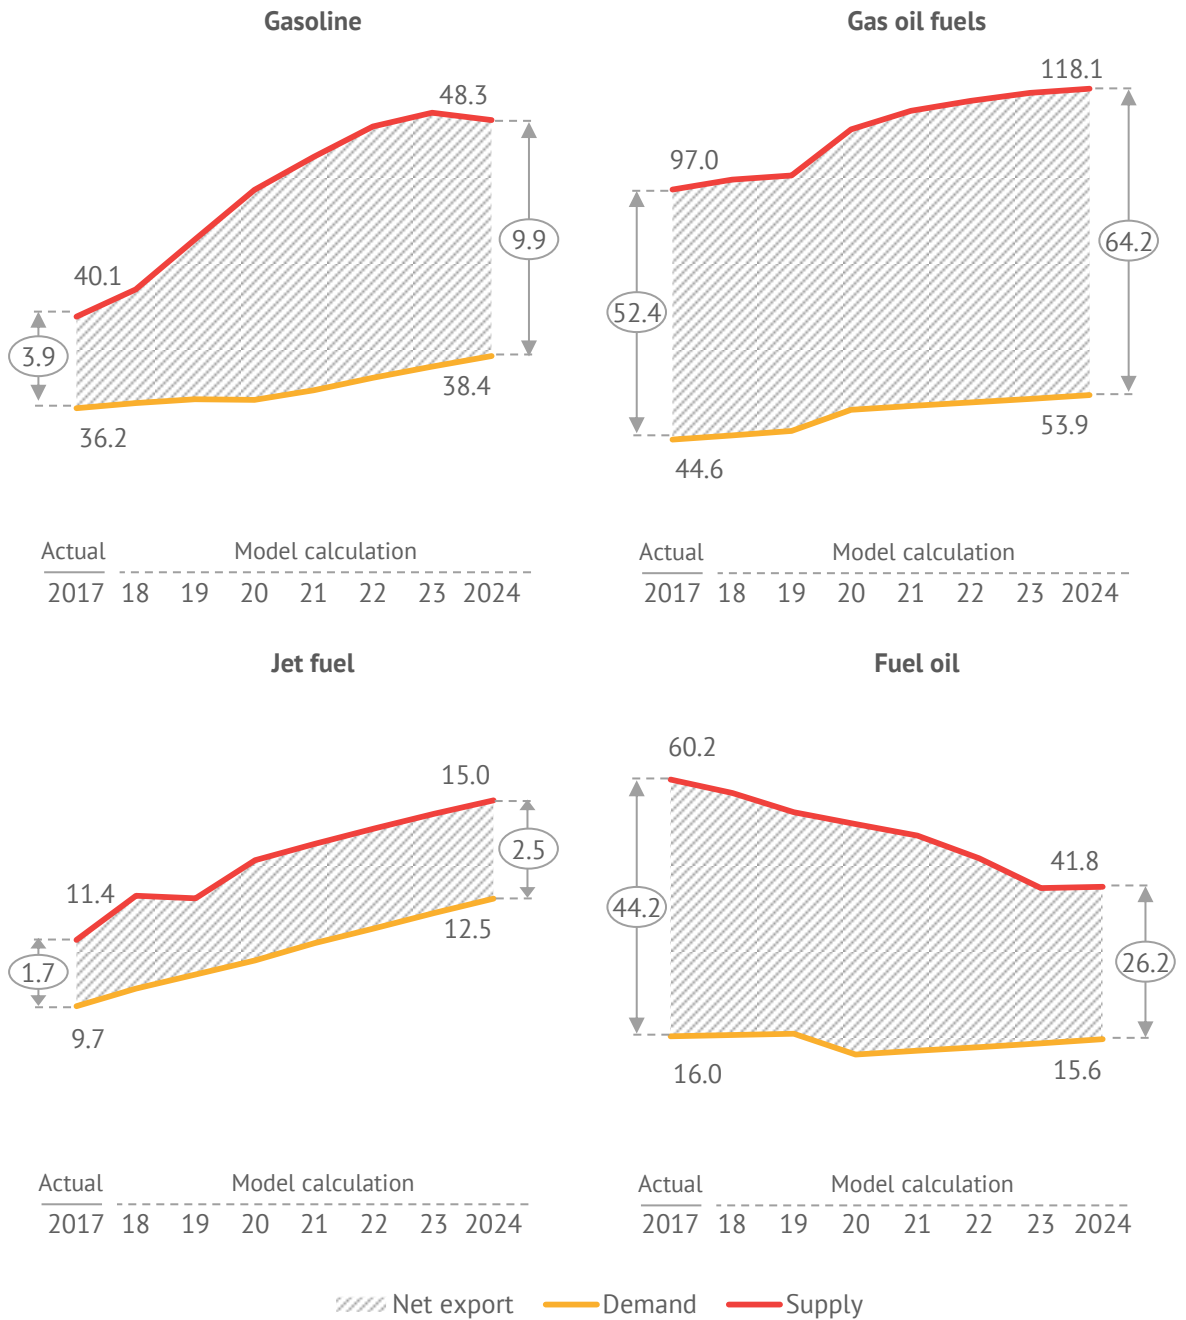 Gasoline
48.3
40.1
9.9
3.9
38.4
36.2
Actual Model calculation
2017 18 19 20 21 22 23 2024
Gas oil fuels
118.1
97.0
64.2
52.4
53.9
44.6
Actual Model calculation
2017 18 19 20 21 22 23 2024
Jet fuel
15.0
2.5
11.4
12.5
1.7
9.7
Actual Model calculation
2017 18 19 20 21 22 23 2024
Fuel oil
60.2
41.8
44.2
26.2
16.0
15.6
Actual Model calculation
2017 18 19 20 21 22 23 2024
Net export Demand Supply